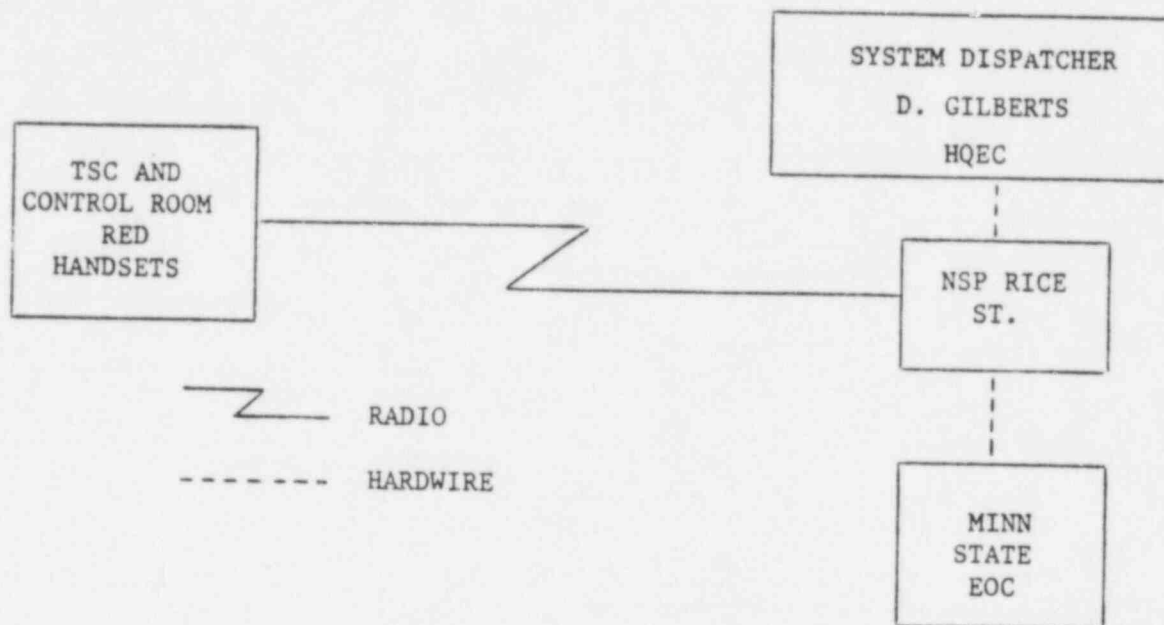 SYSTEM DISPATCHER
D. GILBERTS
HQEC
TSC AND
CONTROL ROOM
RED
HANDSETS
NSP RICE
ST.
RADIO
HARDWIRE
MINN
STATE
EOC